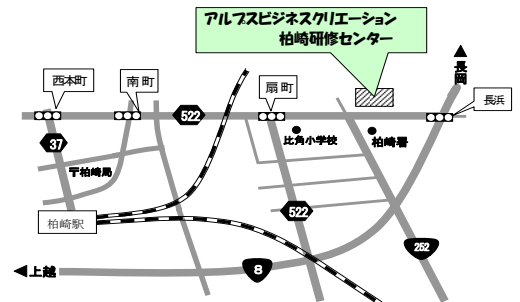 アルプスビジネスクリエーション
柏崎研修センター
西本町
南町
扇町
長岡
長浜
522
37
〒柏崎局
比角小学校
柏崎署
柏崎駅
522
252
上越
8